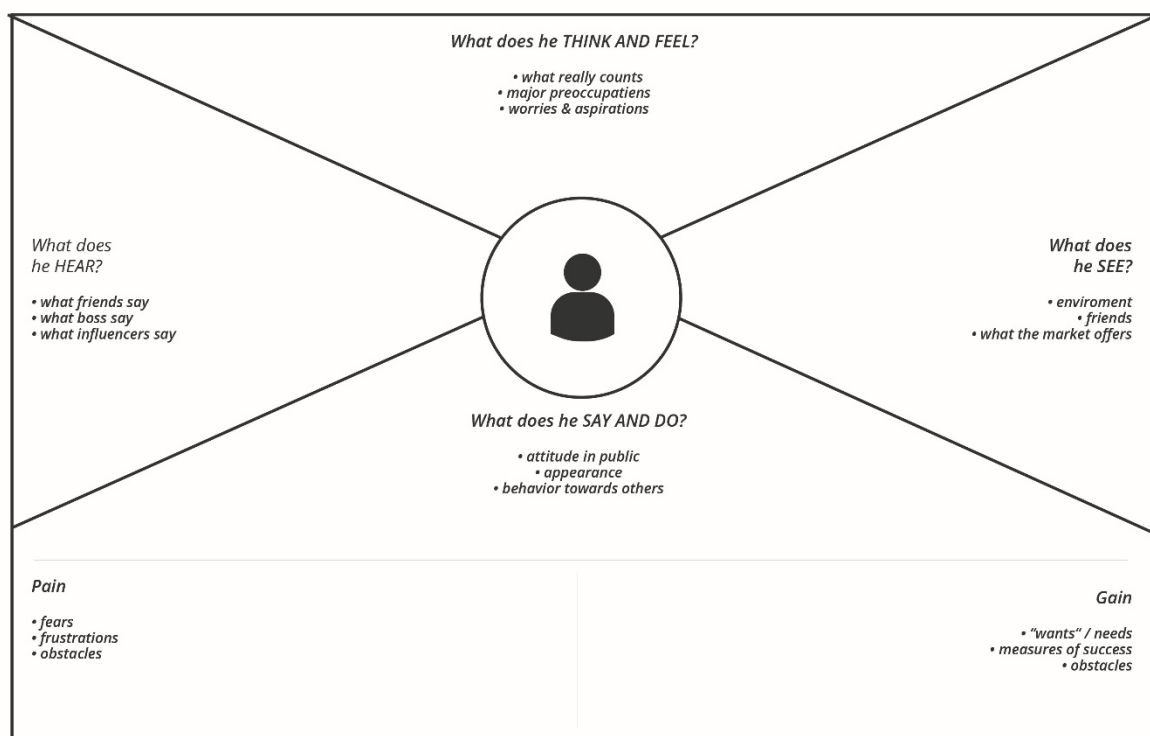 What does he THINK AND FEEL?
• what really counts
• major preoccupatiens
• worries & aspirations
What does
he HEAR?
• what friends say
• what boss say
• what influencers say
What does
he SEE?
• enviroment
• friends
• what the market offers
What does he SAY AND DO?
• attitude in public
• appearance
• behavior towards others
Pain
• fears
• frustrations
• obstacles
Gain
• “wants“ / needs
• measures of success
• obstacles